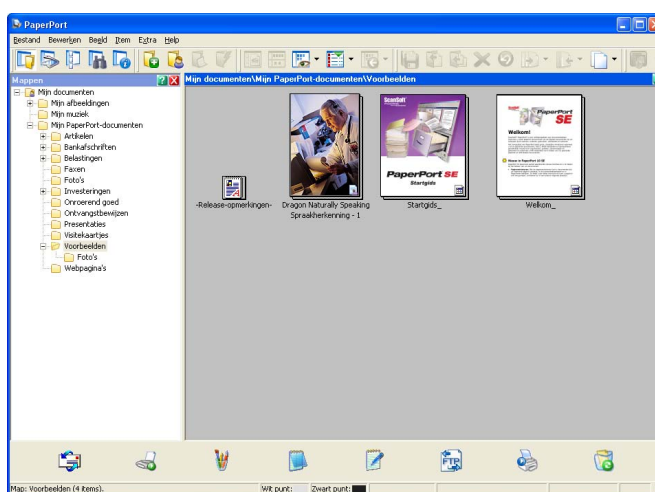 PaperPort
Bestand Bewerken Beeld Item Extra Help
Mappen
Mijn documenten\Mijn PaperPort-documenten\Voorbeelden
Mijn documenten
Mijn afbeeldingen
Mijn muziek
Mijn PaperPort-documenten
Artikelen
Bankafschriften
Belastingen
Faxen
Foto's
Investeringen
Onroerend goed
Ontvangstbewijzen
Presentaties
Visitekaartjes
Voorbeelden
Foto's
Webpagina's
ScanSoft
PaperPort SE
Startgids
PaperPort
SE
Welkom!
-Release-opmerkingen-
Dragon Naturally Speaking
Spraakherkenning - 1
Startgids_
Welkom_
FTP
Map: Voorbeelden (4 items).
Wit punt:
Zwart punt: